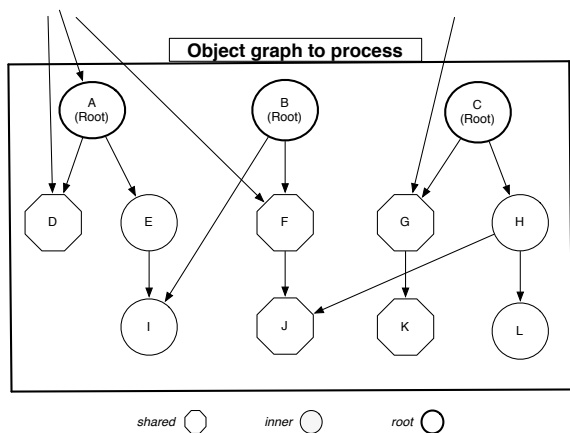 Object graph to process
A
(Root)
B
(Root)
C
(Root)
D
E
F
G
H
I
J
K
L
shared
inner
root